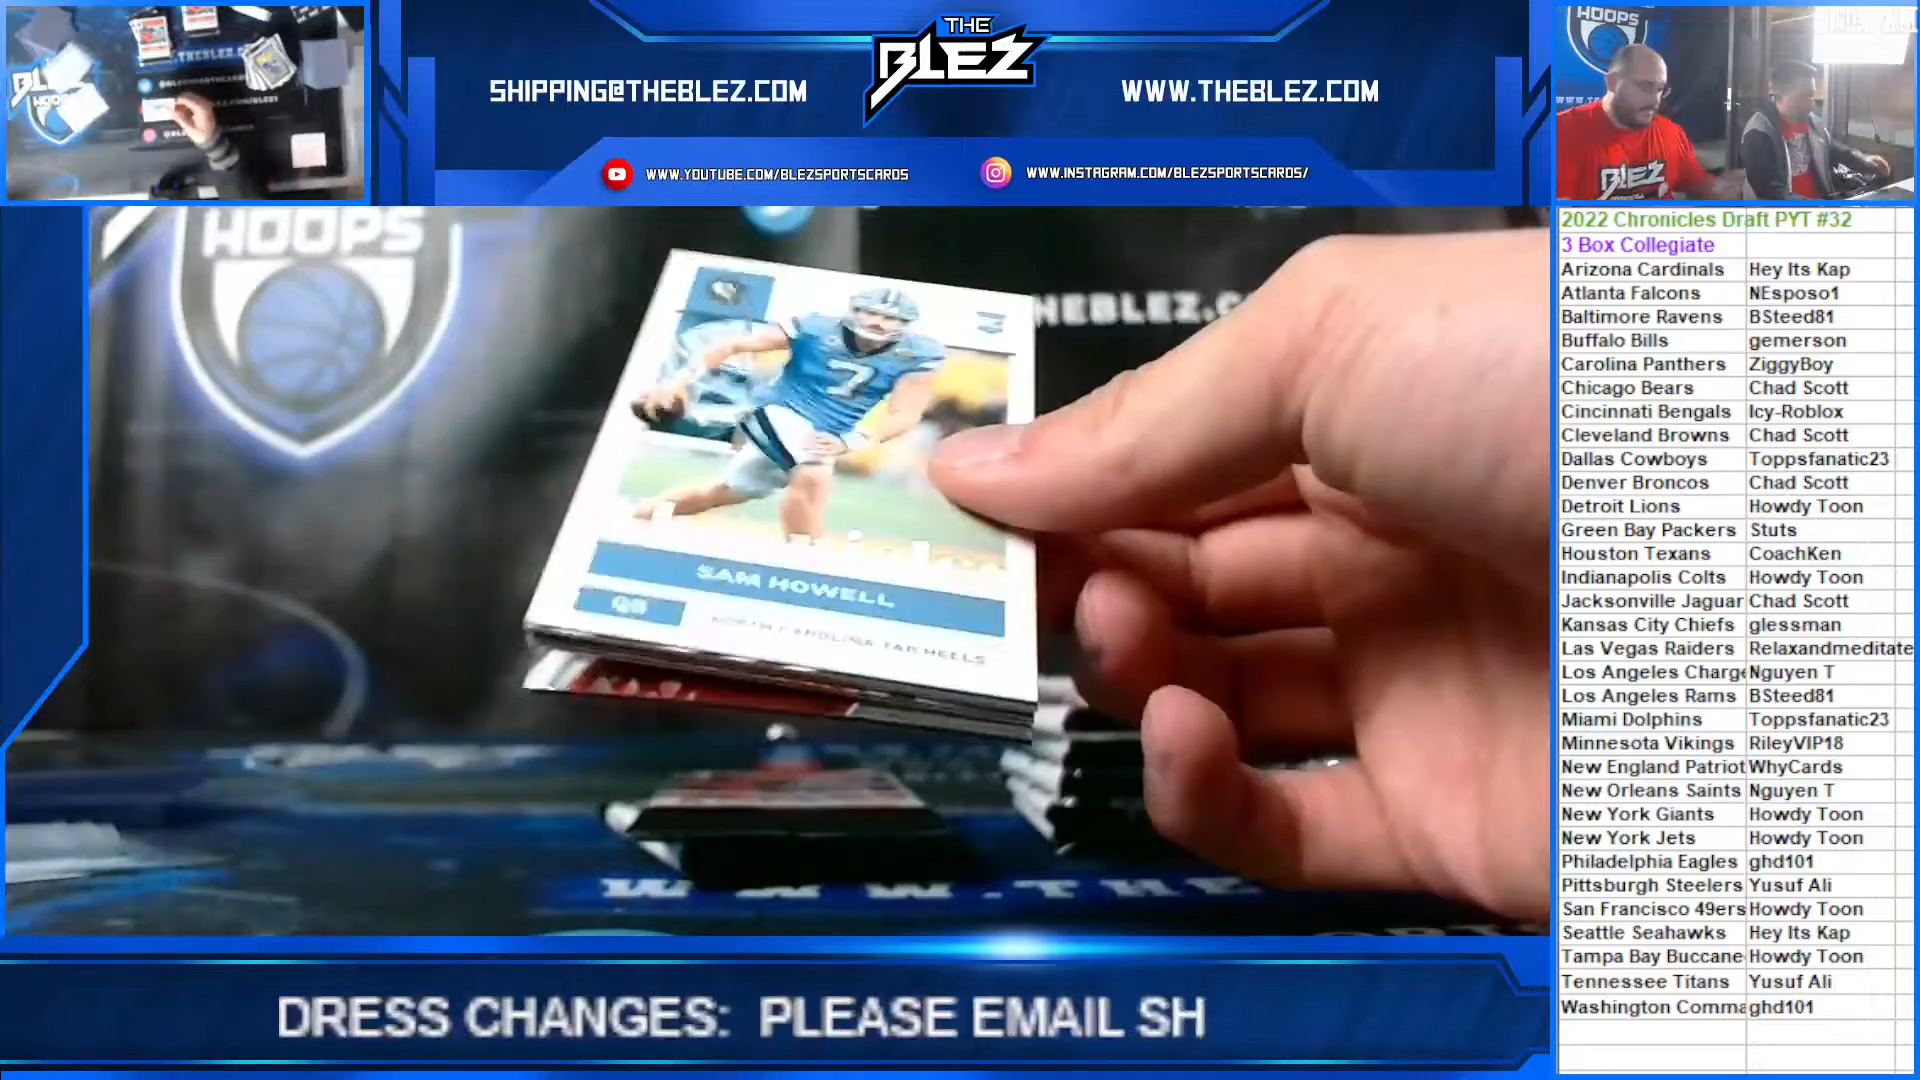 THE
BLEZ
SHIPPING@THEBLEZ.COM
WWW.THEBLEZ.COM
WWW.YOUTUBE.COM/BLEZSPORTSCARDS
WWW.INSTAGRAM.COM/BLEZSPORTSCARDS/
HOOPS
BLEZ
HOOPS
HEBLEZ.C
7
SAM HOWELL
QB
NORTH CAROLINA TAR HEELS
WWW.THE
2022 Chronicles Draft PYT #32
3 Box Collegiate
Arizona Cardinals Hey Its Kap
Atlanta Falcons NEsposo1
Baltimore Ravens BSteed81
Buffalo Bills gemerson
Carolina Panthers ZiggyBoy
Chicago Bears Chad Scott
Cincinnati Bengals Icy-Roblox
Cleveland Browns Chad Scott
Dallas Cowboys Toppsfanatic23
Denver Broncos Chad Scott
Detroit Lions Howdy Toon
Green Bay Packers Stuts
Houston Texans CoachKen
Indianapolis Colts Howdy Toon
Jacksonville Jaguar Chad Scott
Kansas City Chiefs glessman
Las Vegas Raiders Relaxandmeditate
Los Angeles Charge Nguyen T
Los Angeles Rams BSteed81
Miami Dolphins Toppsfanatic23
Minnesota Vikings RileyVIP18
New England Patriot WhyCards
New Orleans Saints Nguyen T
New York Giants Howdy Toon
New York Jets Howdy Toon
Philadelphia Eagles ghd101
Pittsburgh Steelers Yusuf Ali
San Francisco 49ers Howdy Toon
Seattle Seahawks Hey Its Kap
Tampa Bay Buccane Howdy Toon
Tennessee Titans Yusuf Ali
Washington Comma ghd101
DRESS CHANGES: PLEASE EMAIL SH